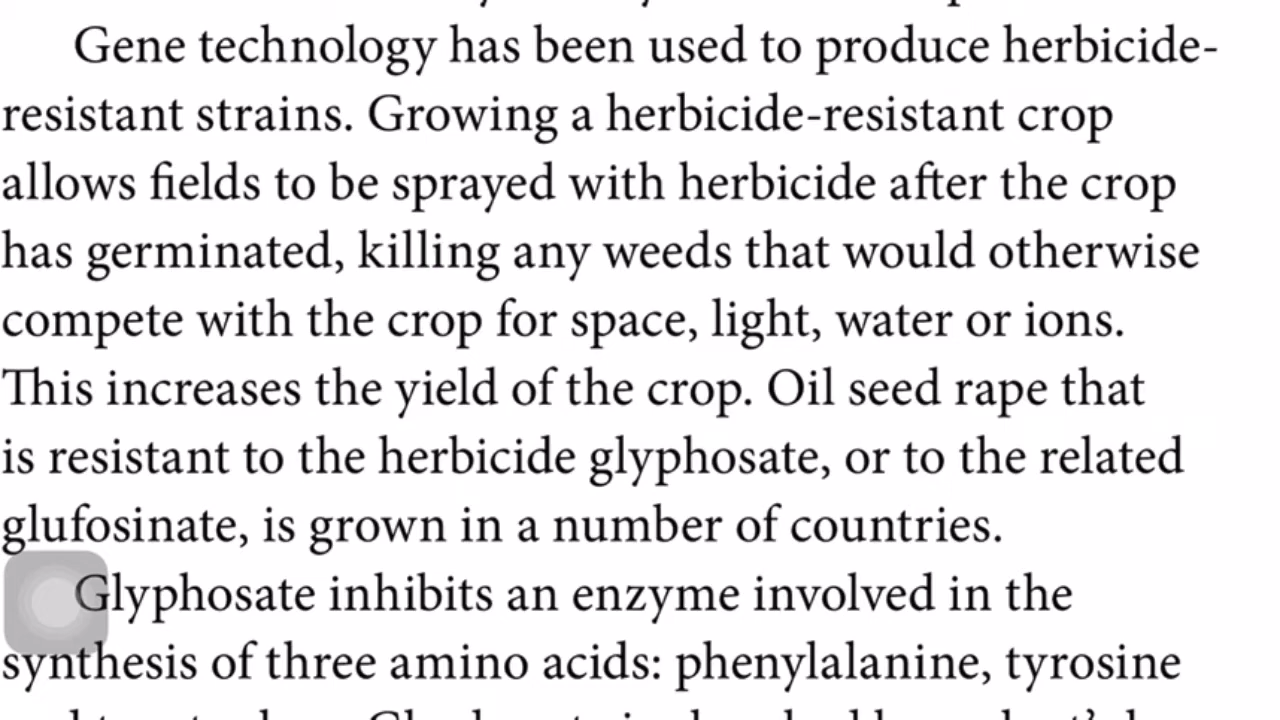 Gene technology has been used to produce herbicide-
resistant strains. Growing a herbicide-resistant crop
allows fields to be sprayed with herbicide after the crop
has germinated, killing any weeds that would otherwise
compete with the crop for space, light, water or ions.
This increases the yield of the crop. Oil seed rape that
is resistant to the herbicide glyphosate, or to the related
glufosinate, is grown in a number of countries.
Glyphosate inhibits an enzyme involved in the
synthesis of three amino acids: phenylalanine, tyrosine